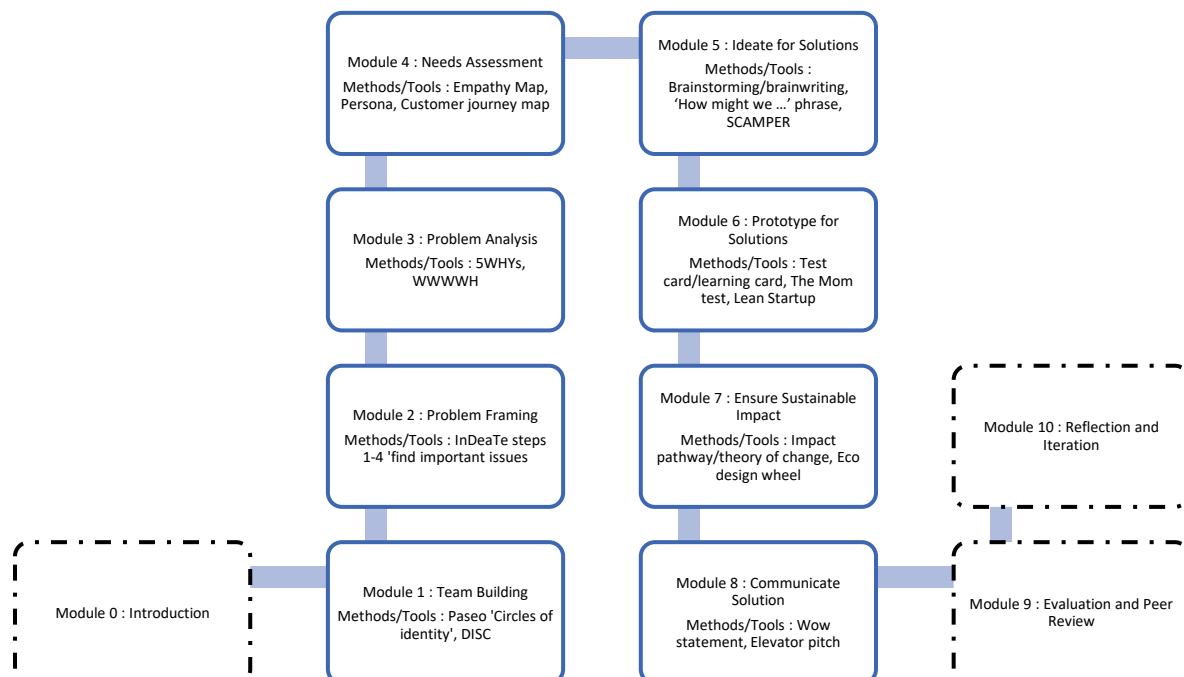 Module 4 : Needs Assessment
Methods/Tools : Empathy Map,
Persona, Customer journey map
Module 5 : Ideate for Solutions
Methods/Tools :
Brainstorming/brainwriting,
‘How might we …’ phrase,
SCAMPER
Module 3 : Problem Analysis
Methods/Tools : 5WHYs,
WWWWH
Module 6 : Prototype for
Solutions
Methods/Tools : Test
card/learning card, The Mom
test, Lean Startup
Module 2 : Problem Framing
Methods/Tools : InDeaTe steps
1-4 'find important issues
Module 7 : Ensure Sustainable
Impact
Methods/Tools : Impact
pathway/theory of change, Eco
design wheel
Module 10 : Reflection and
Iteration
Module 0 : Introduction
Module 1 : Team Building
Methods/Tools : Paseo 'Circles of
identity', DISC
Module 8 : Communicate
Solution
Methods/Tools : Wow
statement, Elevator pitch
Module 9 : Evaluation and Peer
Review